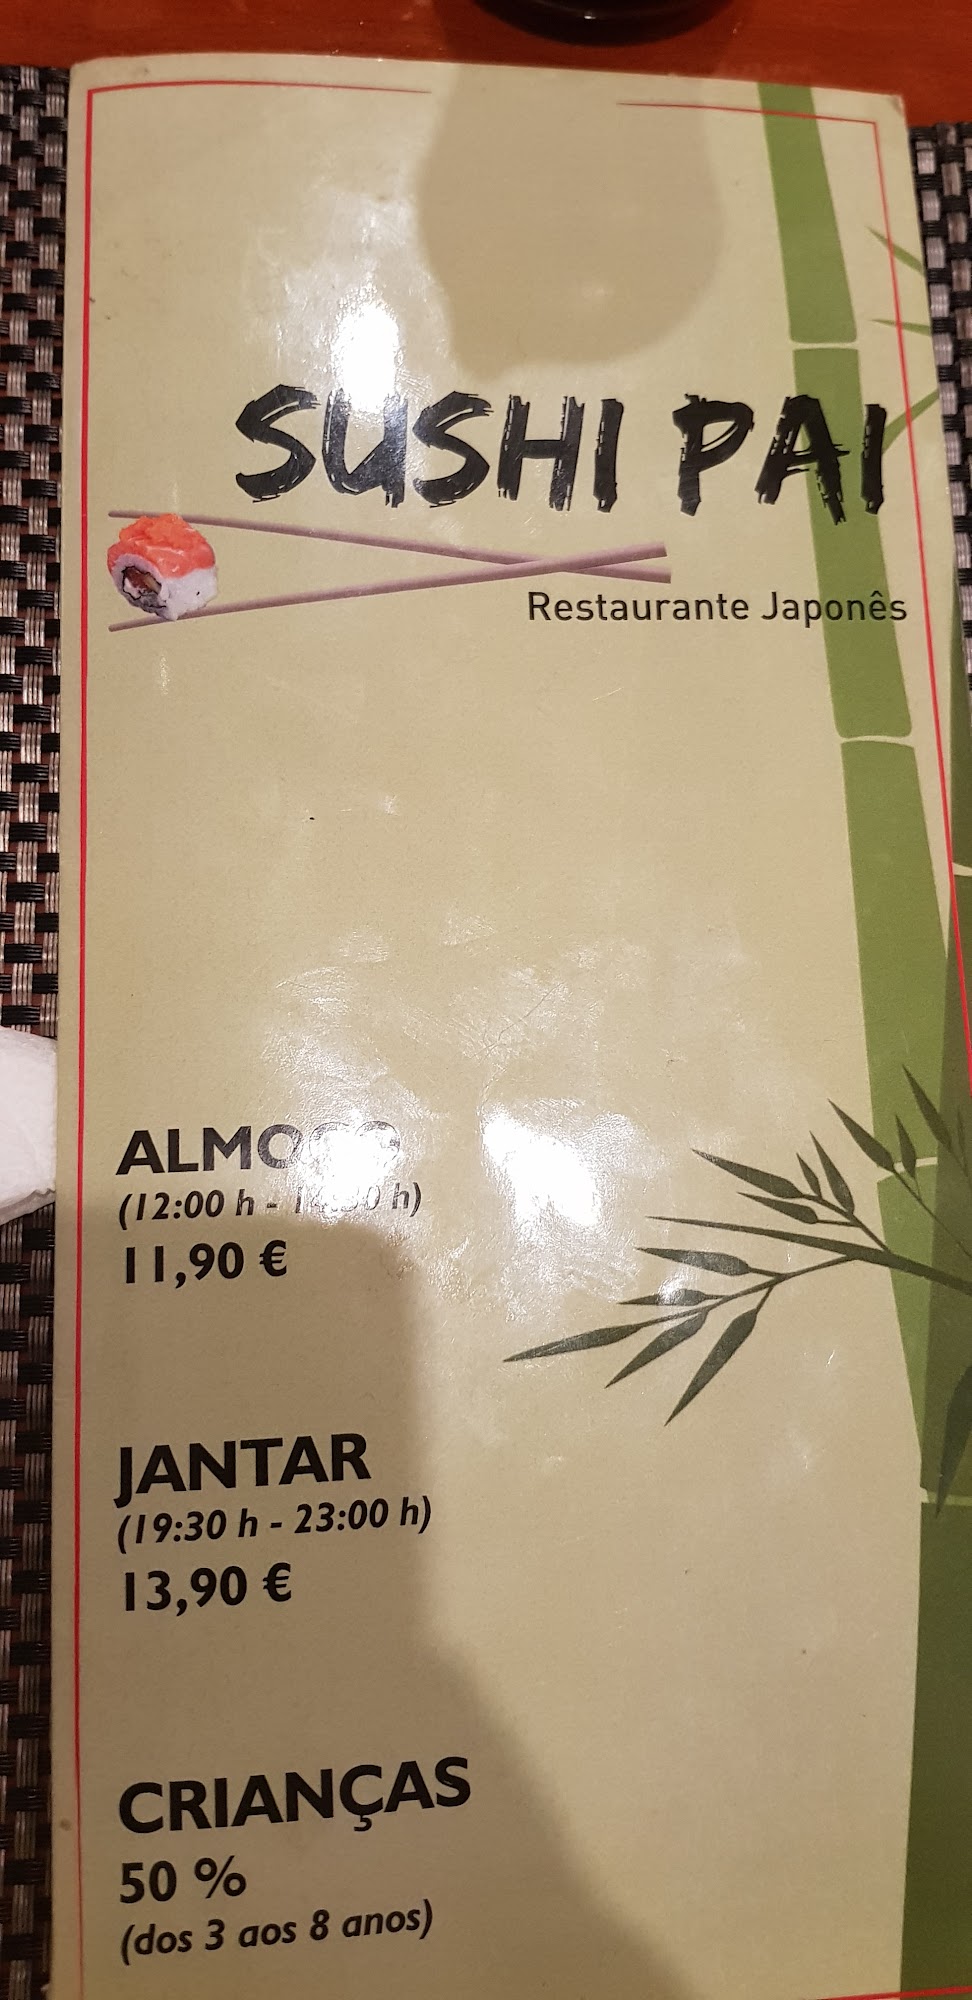 SUSHI PAI
Restaurante Japonês
ALMOÇO
(12:00 h - h)
11,90 €
JANTAR
(19:30 h - 23:00 h)
13,90 €
CRIANÇAS
50 %
(dos 3 aos 8 anos)